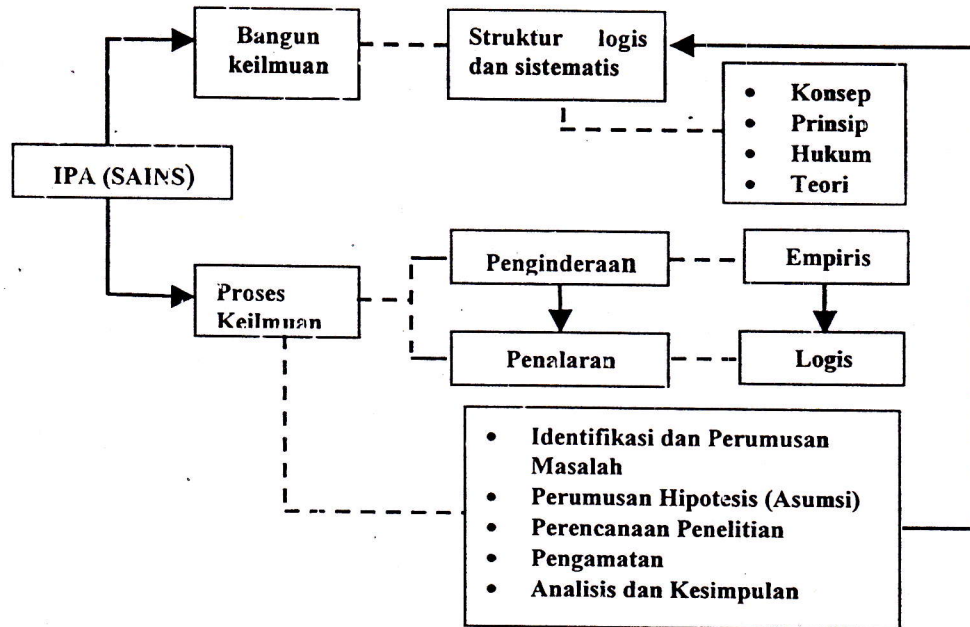 Bangun
keilmuan
Struktur logis
dan sistematis
• Konsep
• Prinsip
• Hukum
• Teori
IPA (SAINS)
Proses
Keilmuan
Penginderaan
Empiris
Penalaran
Logis
• Identifikasi dan Perumusan
Masalah
• Perumusan Hipotesis (Asumsi)
• Perencanaan Penelitian
• Pengamatan
• Analisis dan Kesimpulan